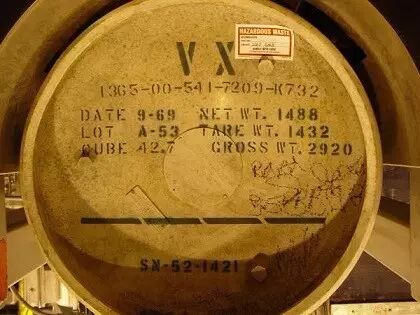 HAZARDOUS WASTE
VX
1365-00-541-7209-K732
DATE 9-69 NET WT. 1488
LOT A-53 TARE WT. 1432
CUBE 42.7 GROSS WT. 2920
SN-52-1421